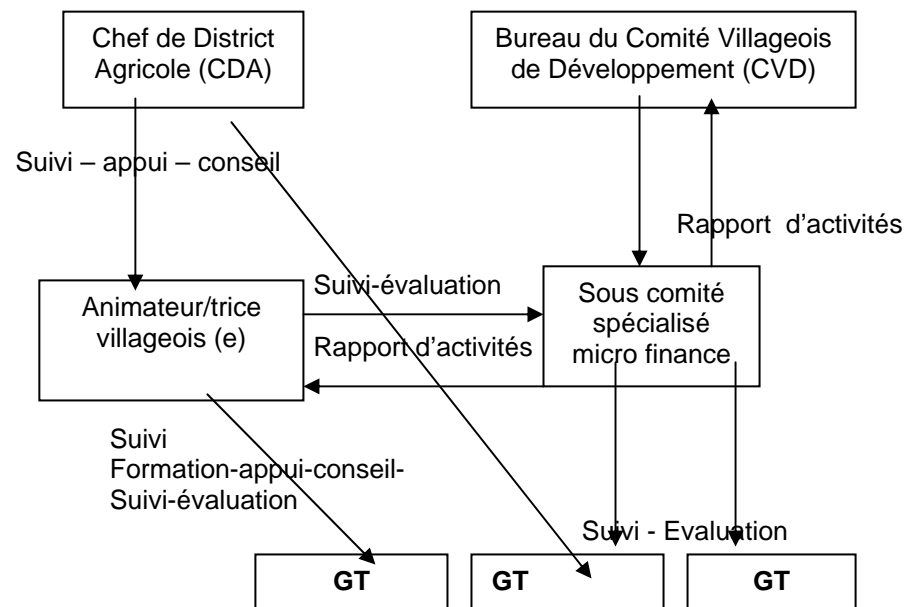 Chef de District
Agricole (CDA)
Bureau du Comité Villageois
de Développement (CVD)
Suivi – appui – conseil
Rapport d'activités
Animateur/trice
villageois (e)
Suivi-évaluation
Rapport d'activités
Sous comité
spécialisé
micro finance
Suivi
Formation-appui-conseil-
Suivi-évaluation
Suivi - Evaluation
GT
GT
GT